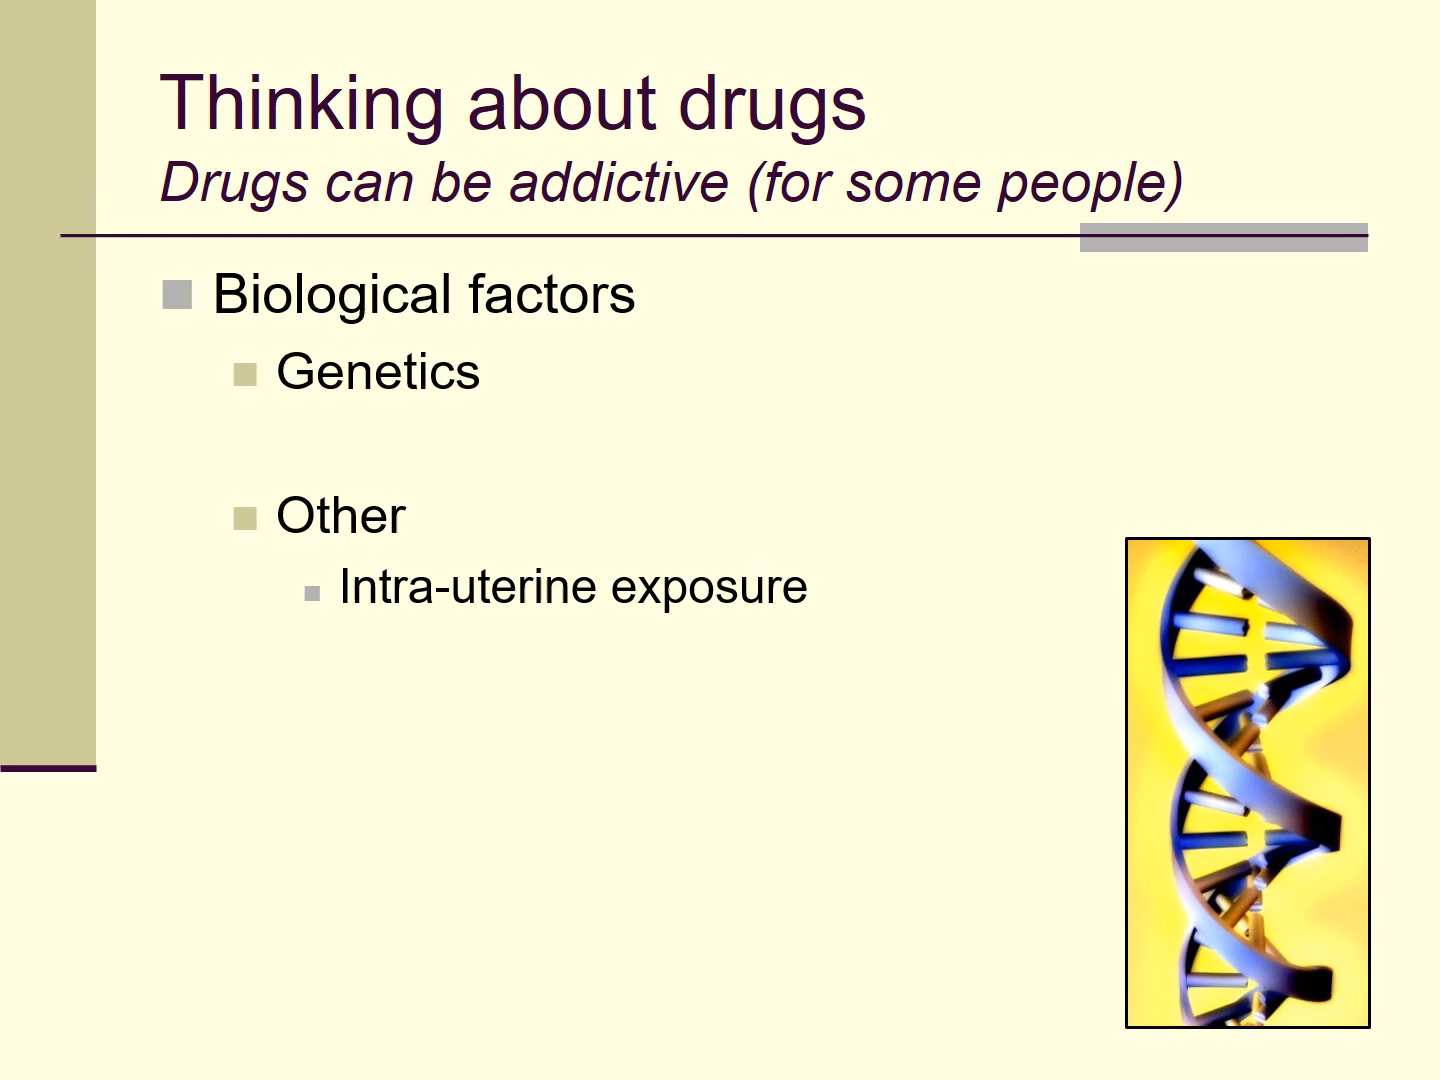 Thinking about drugs
Drugs can be addictive (for some people)
Biological factors
Genetics
Other
Intra-uterine exposure